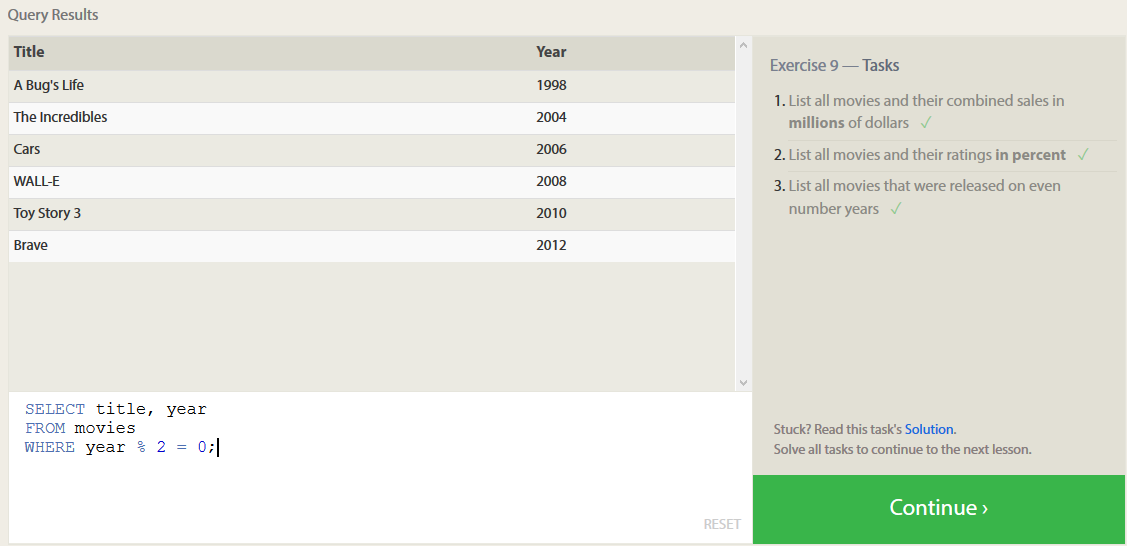 Query Results
Title Year
A Bug's Life 1998
The Incredibles 2004
Cars 2006
WALL-E 2008
Toy Story 3 2010
Brave 2012
SELECT title, year
FROM movies
WHERE year % 2 = 0;
RESET
Exercise 9 — Tasks
1. List all movies and their combined sales in
millions of dollars ✓
2. List all movies and their ratings in percent ✓
3. List all movies that were released on even
number years ✓
Stuck? Read this task's Solution.
Solve all tasks to continue to the next lesson.
Continue ›